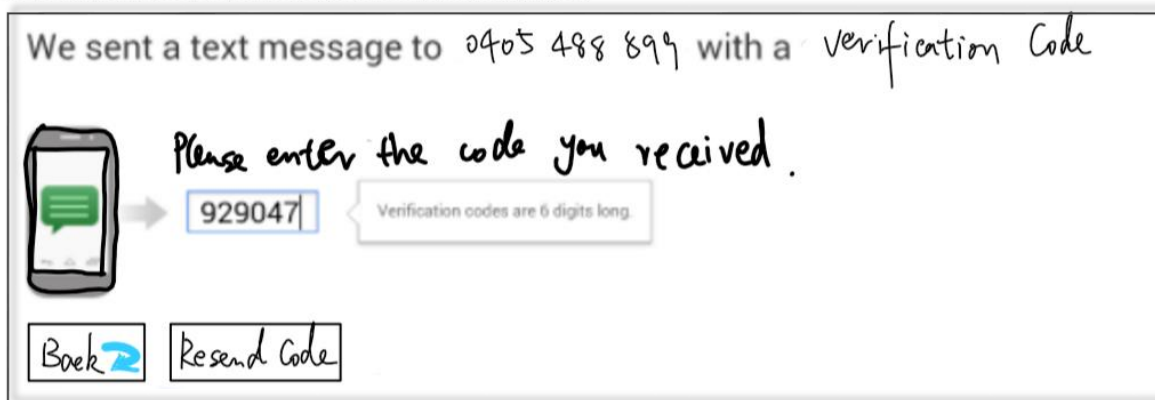 We sent a text message to 0405 488 899 with a verification Code
Please enter the code you received.
929047
Verification codes are 6 digits long.
Back
Resend Code